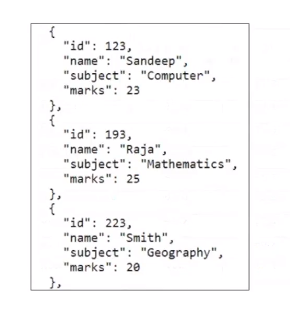 {
"id": 123,
"name": "Sandeep",
"subject": "Computer",
"marks": 23
},
{
"id": 193,
"name": "Raja",
"subject": "Mathematics",
"marks": 25
},
{
"id": 223,
"name": "Smith",
"subject": "Geography",
"marks": 20
},